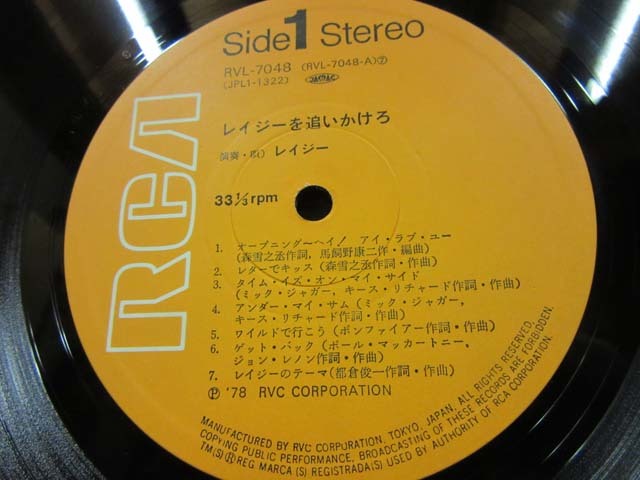 Side 1 Stereo
RVL-7048 (RVL-7048-A)②
(JPL1-1322) JASRAC
レイジーを追いかけろ
演奏・歌) レイジー
33⅓rpm
RCA
1. オープニング～ヘイ! アイ・ラブ・ユー
(森雪之丞作詞, 馬飼野康二作・編曲)
2. レターでキッス (森雪之丞作詞・作曲)
3. タイム・イズ・オン・マイ・サイド
(ミック・ジャガー, キース・リチャード作詞・作曲)
4. アンダー・マイ・サム (ミック・ジャガー,
キース・リチャード作詞・作曲)
5. ワイルドで行こう (ボンファイアー作詞・作曲)
6. ゲット・バック (ポール・マッカートニー,
ジョン・レノン作詞・作曲)
7. レイジーのテーマ (都倉俊一作詞・作曲)
Ⓟ '78 RVC CORPORATION
MANUFACTURED BY RVC CORPORATION, TOKYO, JAPAN, ALL RIGHTS RESERVED,
COPYING PUBLIC PERFORMANCE, BROADCASTING OF THESE RECORDS ARE FORBIDDEN.
TM(S)®REG MARCA (S) REGISTRADA(S) USED BY AUTHORITY OF RCA CORPORATION.